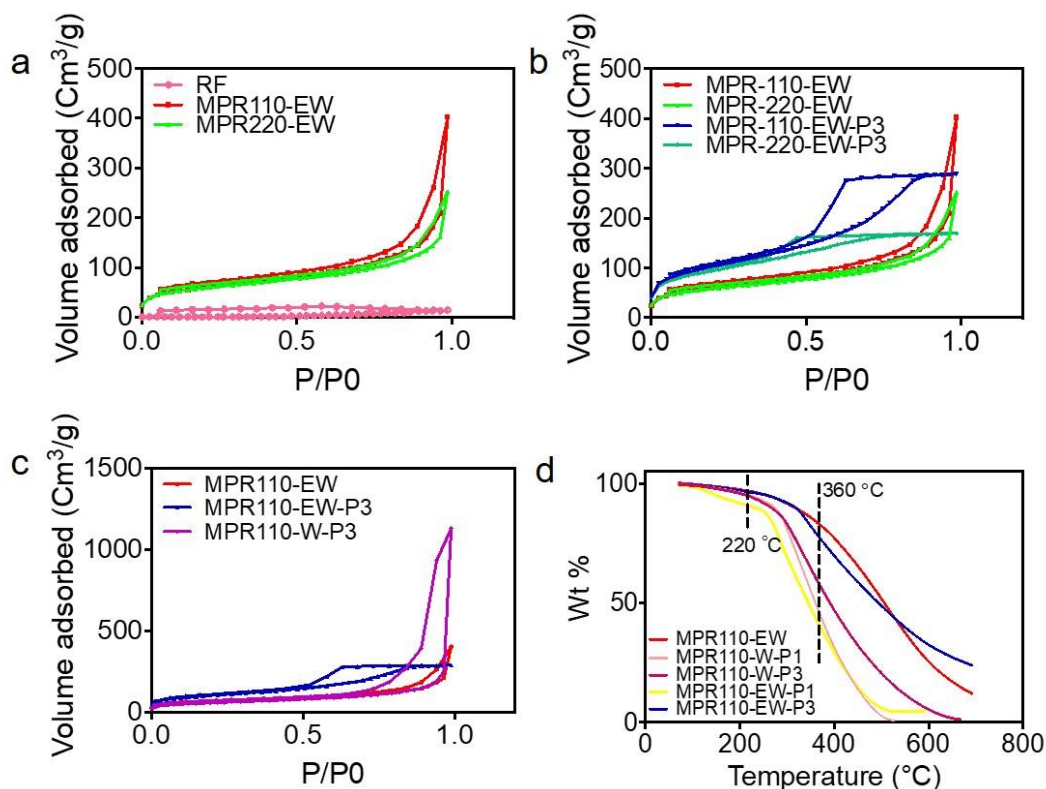 a
Volume adsorbed (Cm³/g)
500
400
300
200
100
0
RF
MPR110-EW
MPR220-EW
0.0
0.5
1.0
P/P0
b
Volume adsorbed (Cm³/g)
500
400
300
200
100
0
MPR-110-EW
MPR-220-EW
MPR-110-EW-P3
MPR-220-EW-P3
0.0
0.5
1.0
P/P0
c
Volume adsorbed (Cm³/g)
1500
1000
500
0
MPR110-EW
MPR110-EW-P3
MPR110-W-P3
0.0
0.5
1.0
P/P0
d
Wt %
100
50
0
360 °C
220 °C
MPR110-EW
MPR110-W-P1
MPR110-W-P3
MPR110-EW-P1
MPR110-EW-P3
0
200
400
600
800
Temperature (°C)